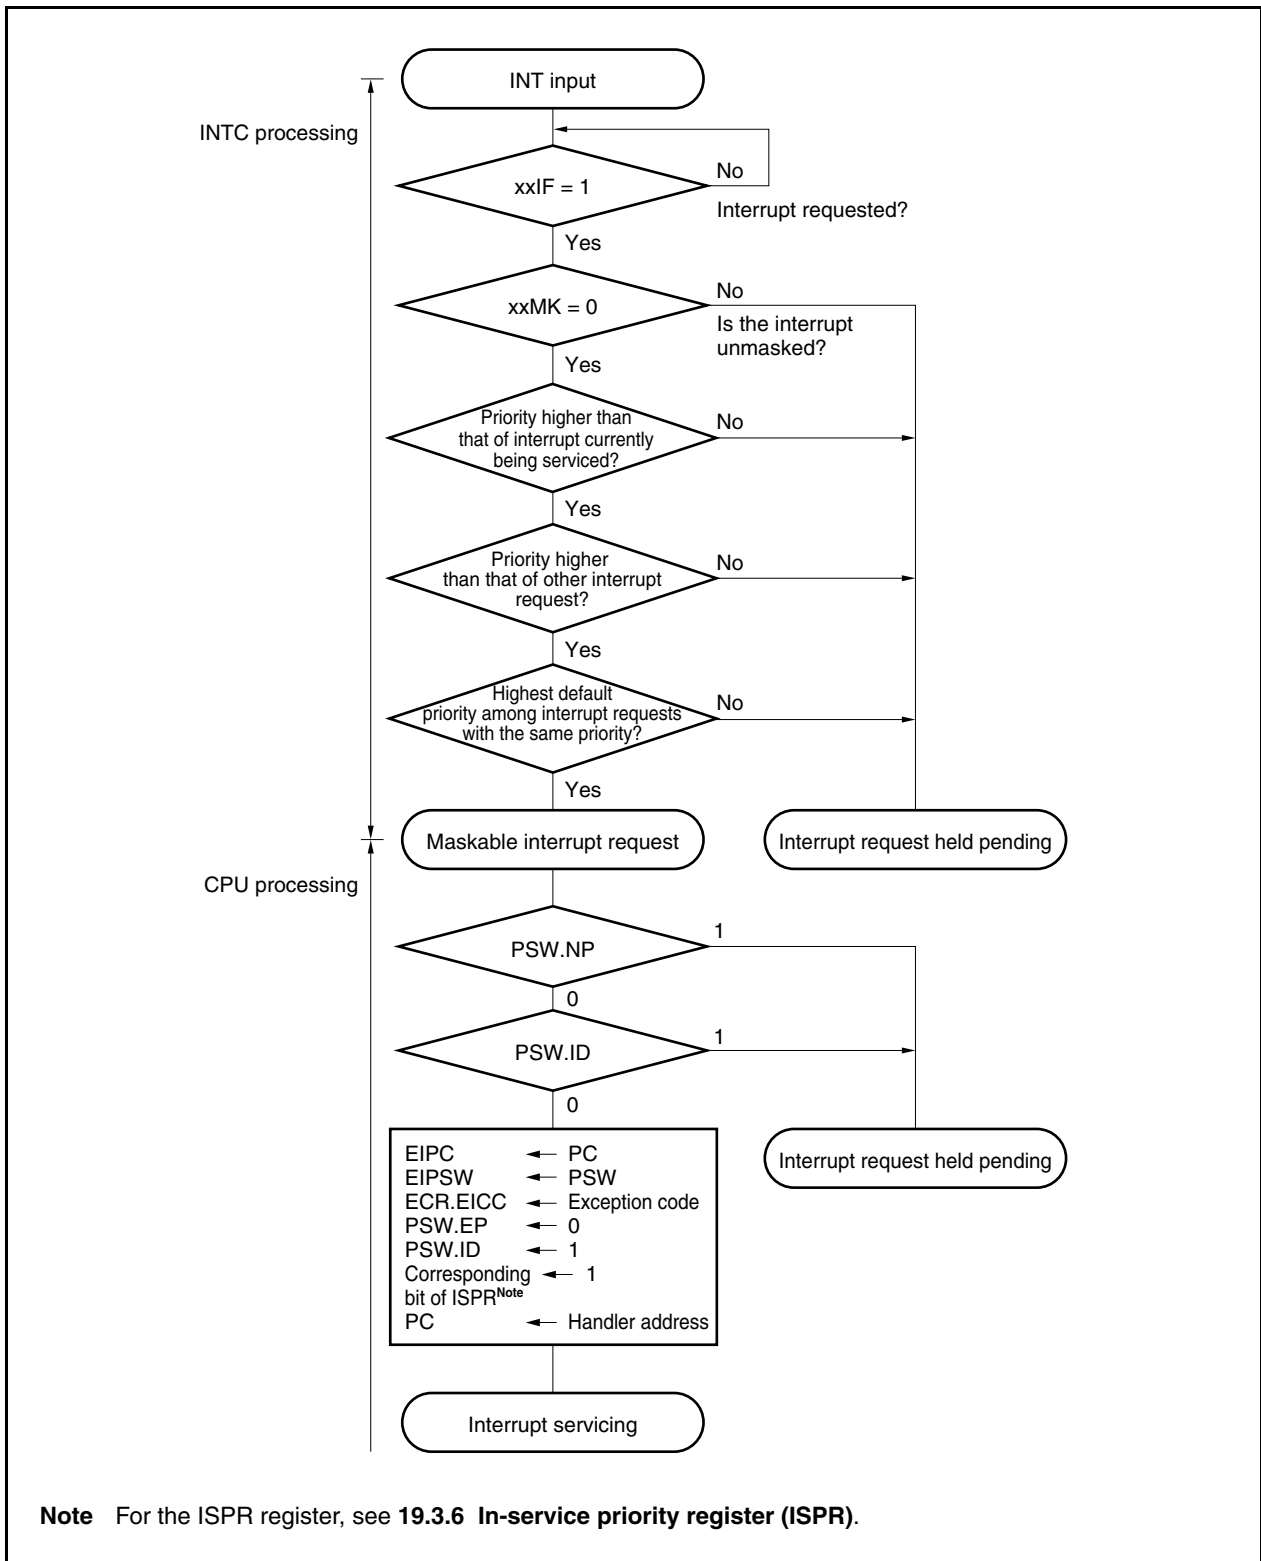 INT input
INTC processing
xxIF = 1
No
Interrupt requested?
Yes
xxMK = 0
No
Is the interrupt
unmasked?
Yes
Priority higher than
that of interrupt currently
being serviced?
No
Yes
Priority higher
than that of other interrupt
request?
No
Yes
Highest default
priority among interrupt requests
with the same priority?
No
Yes
Maskable interrupt request
Interrupt request held pending
CPU processing
PSW.NP
1
0
PSW.ID
1
0
EIPC ← PC
EIPSW ← PSW
ECR.EICC ← Exception code
PSW.EP ← 0
PSW.ID ← 1
Corresponding ← 1
bit of ISPRNote
PC ← Handler address
Interrupt request held pending
Interrupt servicing
Note For the ISPR register, see 19.3.6 In-service priority register (ISPR).